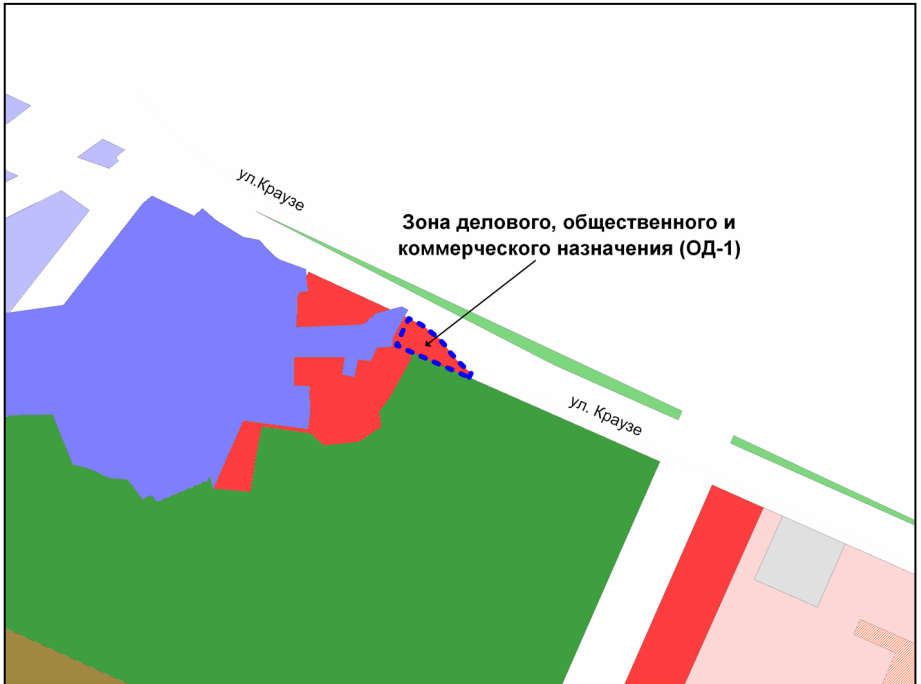 ул.Краузе
Зона делового, общественного и
коммерческого назначения (ОД-1)
ул. Краузе